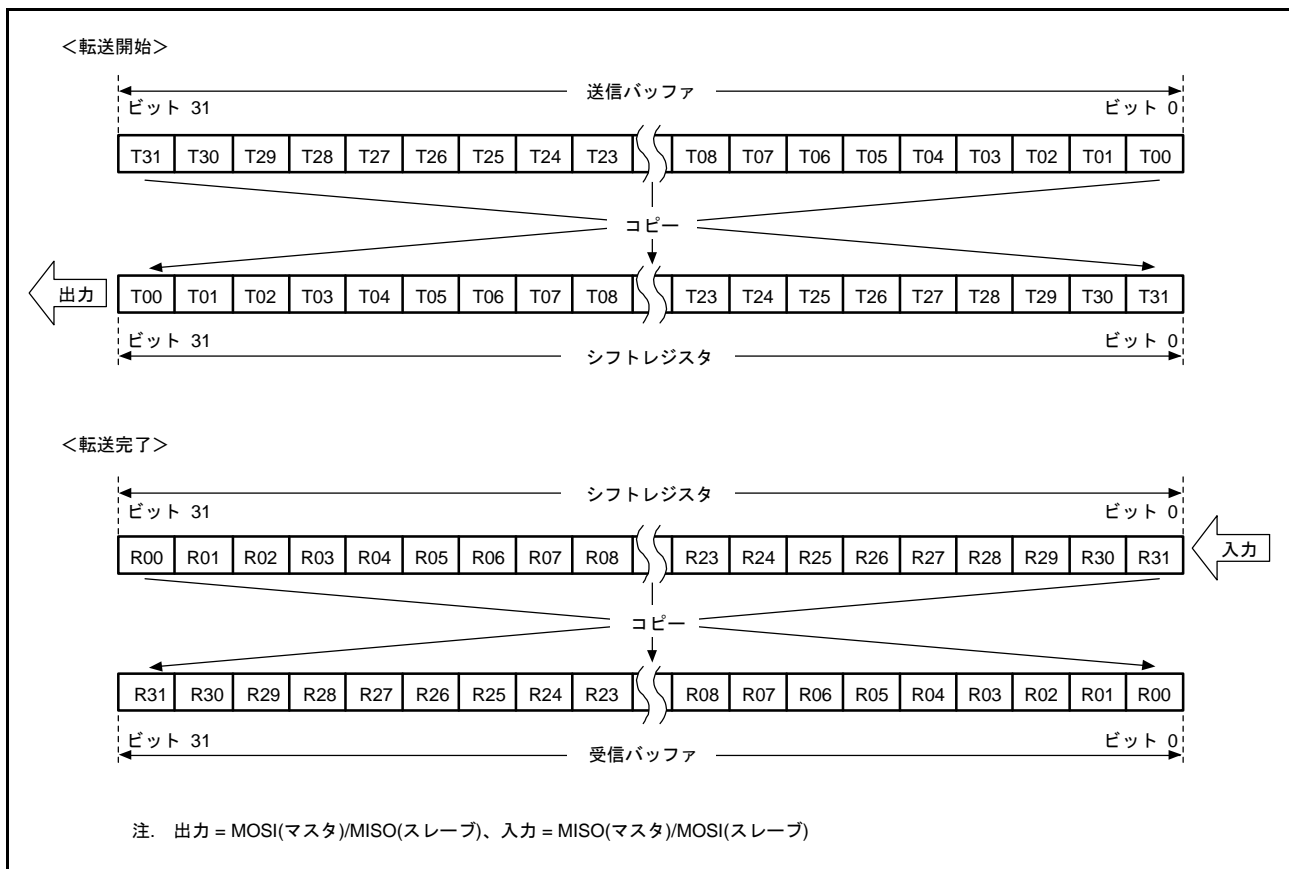 ＜転送開始＞
送信バッファ
ビット 31 ビット 0
T31 T30 T29 T28 T27 T26 T25 T24 T23 T08 T07 T06 T05 T04 T03 T02 T01 T00
コピー
出力 T00 T01 T02 T03 T04 T05 T06 T07 T08 T23 T24 T25 T26 T27 T28 T29 T30 T31
ビット 31 ビット 0
シフトレジスタ
＜転送完了＞
シフトレジスタ
ビット 31 ビット 0
R00 R01 R02 R03 R04 R05 R06 R07 R08 R23 R24 R25 R26 R27 R28 R29 R30 R31 入力
コピー
R31 R30 R29 R28 R27 R26 R25 R24 R23 R08 R07 R06 R05 R04 R03 R02 R01 R00
ビット 31 ビット 0
受信バッファ
注. 出力 = MOSI(マスタ)/MISO(スレーブ)、入力 = MISO(マスタ)/MOSI(スレーブ)